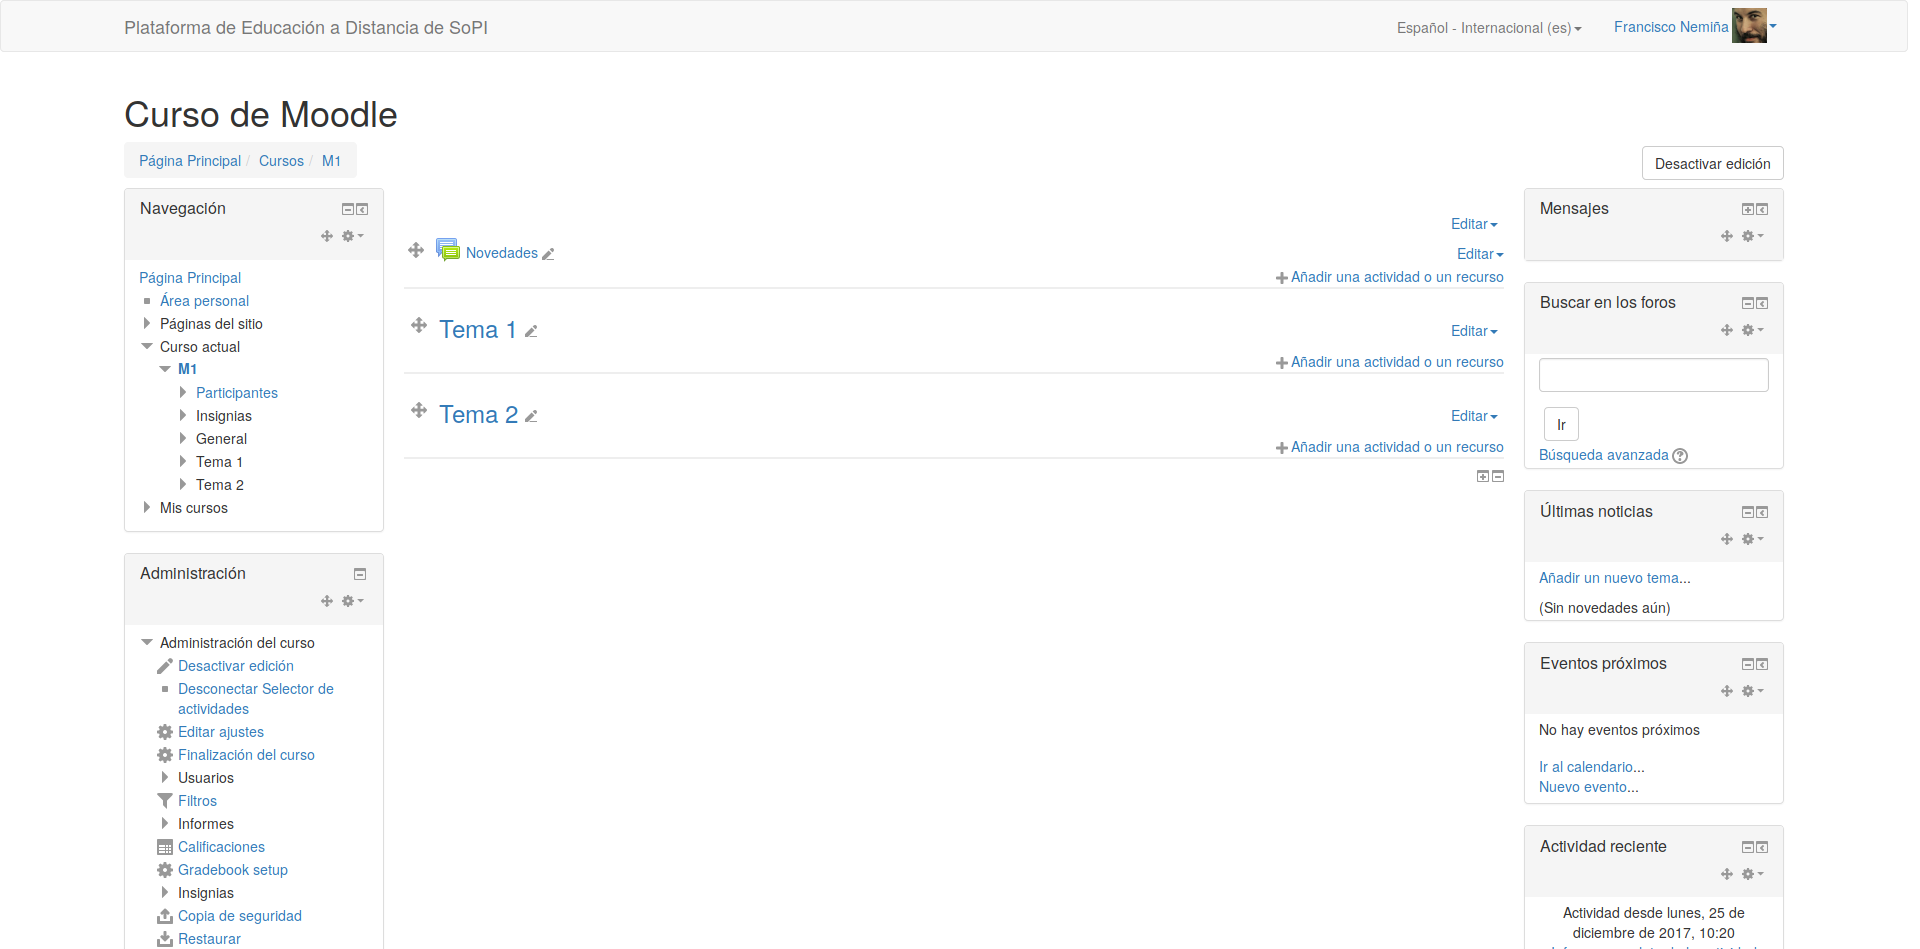 Plataforma de Educación a Distancia de SoPI
Español - Internacional (es)
Francisco Nemiña
Curso de Moodle
Página Principal / Cursos / M1
Desactivar edición
Navegación
Página Principal
Área personal
Páginas del sitio
Curso actual
M1
Participantes
Insignias
General
Tema 1
Tema 2
Mis cursos
Administración
Administración del curso
Desactivar edición
Desconectar Selector de
actividades
Editar ajustes
Finalización del curso
Usuarios
Filtros
Informes
Calificaciones
Gradebook setup
Insignias
Copia de seguridad
Restaurar
Editar
Novedades
Editar
Añadir una actividad o un recurso
Tema 1
Editar
Añadir una actividad o un recurso
Tema 2
Editar
Añadir una actividad o un recurso
Mensajes
Buscar en los foros
Ir
Búsqueda avanzada
Últimas noticias
Añadir un nuevo tema...
(Sin novedades aún)
Eventos próximos
No hay eventos próximos
Ir al calendario...
Nuevo evento...
Actividad reciente
Actividad desde lunes, 25 de
diciembre de 2017, 10:20